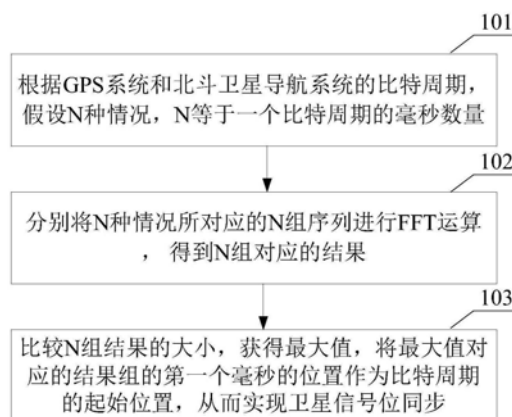 101
根据GPS系统和北斗卫星导航系统的比特周期，
假设N种情况，N等于一个比特周期的毫秒数量
102
分别将N种情况所对应的N组序列进行FFT运算
，得到N组对应的结果
103
比较N组结果的大小，获得最大值，将最大值对
应的结果组的第一个毫秒的位置作为比特周期
的起始位置，从而实现卫星信号位同步